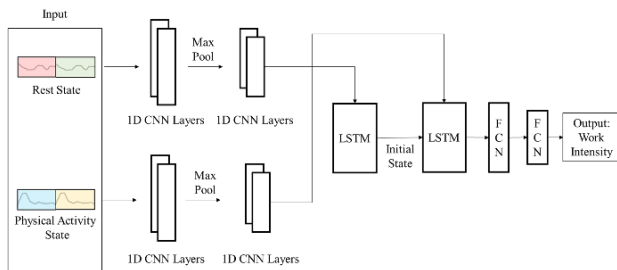 Input
Rest State
Physical Activity
State
Max
Pool
1D CNN Layers
1D CNN Layers
Max
Pool
1D CNN Layers
1D CNN Layers
LSTM
Initial
State
LSTM
F
C
N
F
C
N
Output:
Work
Intensity